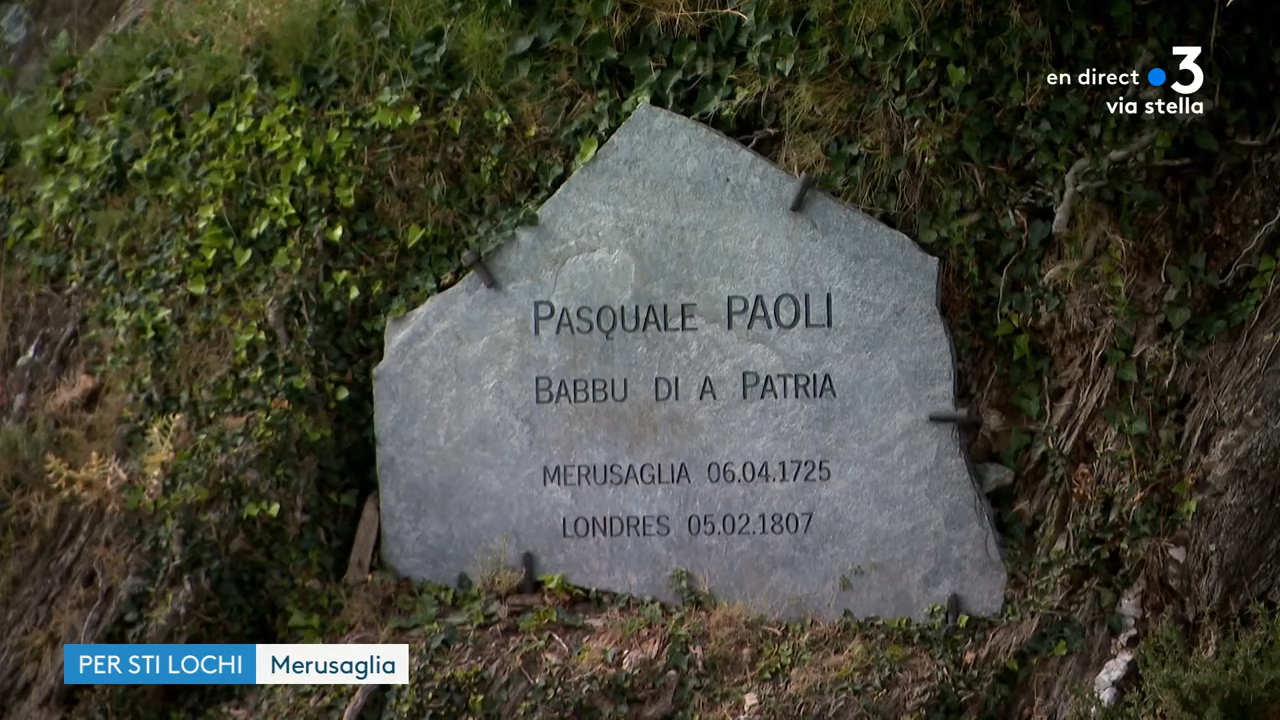 en direct 3
via stella
PASQUALE PAOLI
BABBU DI A PATRIA
MERUSAGLIA 06.04.1725
LONDRES 05.02.1807
PER STI LOCHI Merusaglia